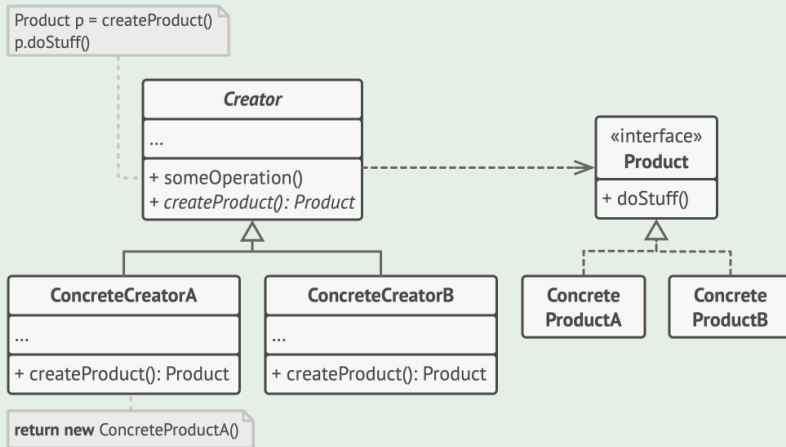 Product p = createProduct()
p.doStuff()
Creator
...
+ someOperation()
+ createProduct(): Product
«interface»
Product
+ doStuff()
ConcreteCreatorA
...
+ createProduct(): Product
ConcreteCreatorB
...
+ createProduct(): Product
Concrete
ProductA
Concrete
ProductB
return new ConcreteProductA()